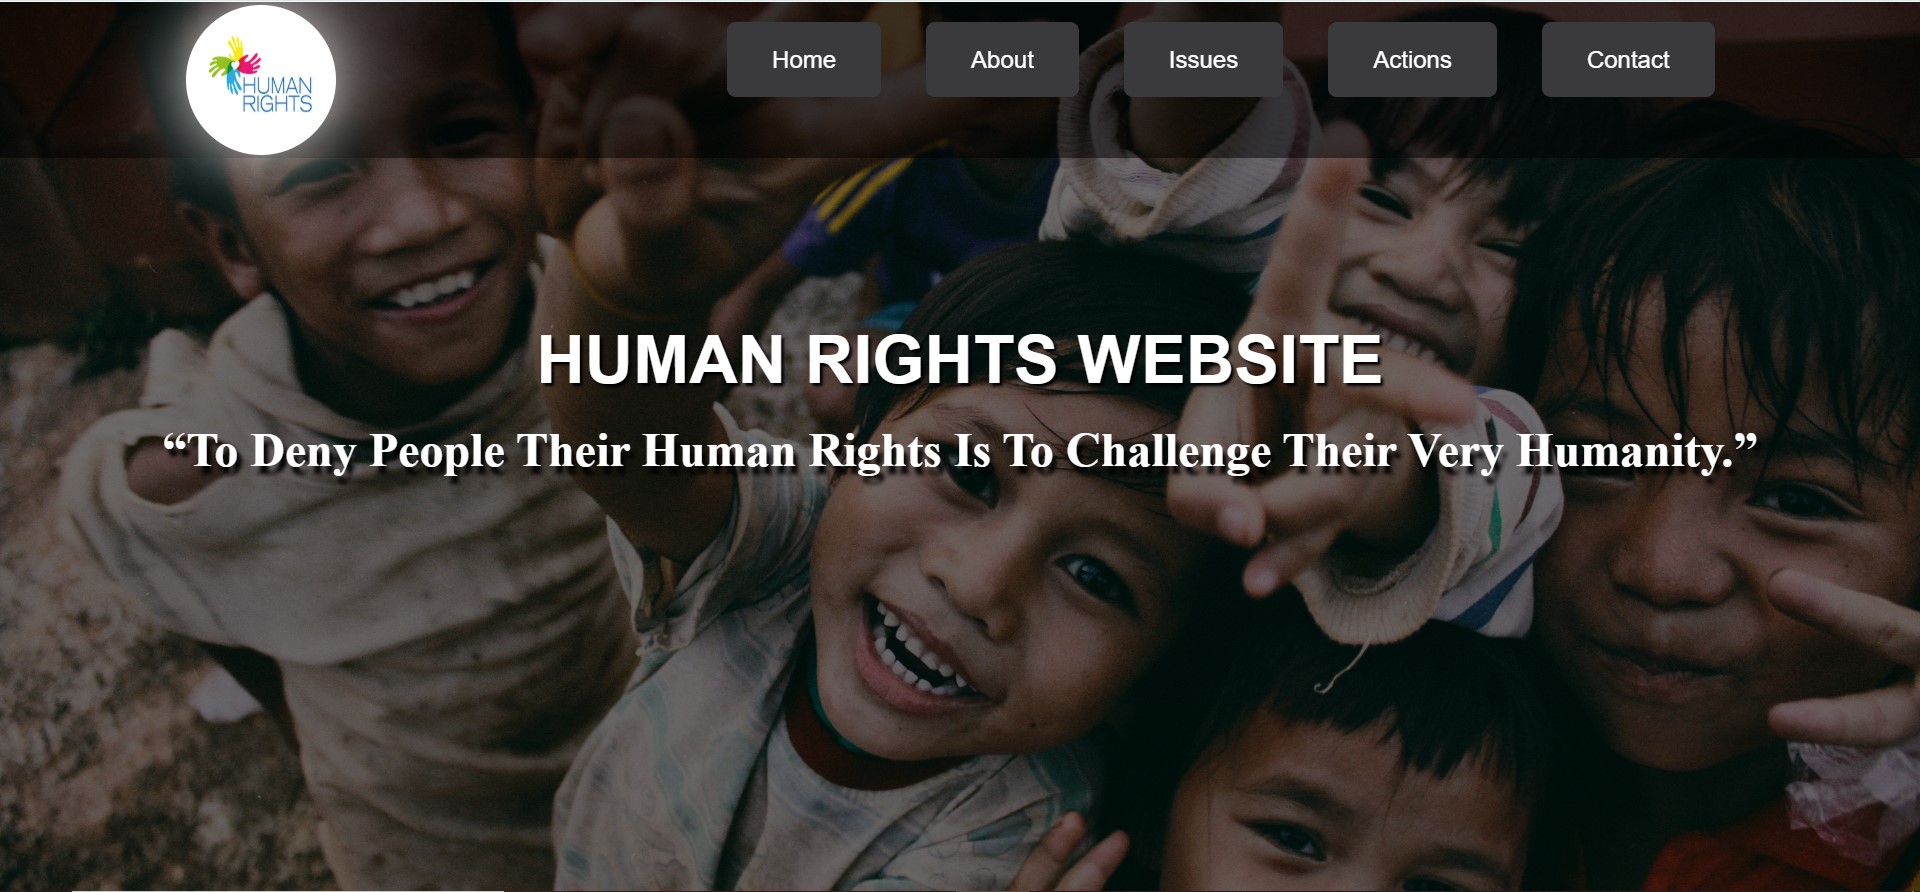 HUMAN
RIGHTS
Home
About
Issues
Actions
Contact
HUMAN RIGHTS WEBSITE
“To Deny People Their Human Rights Is To Challenge Their Very Humanity.”